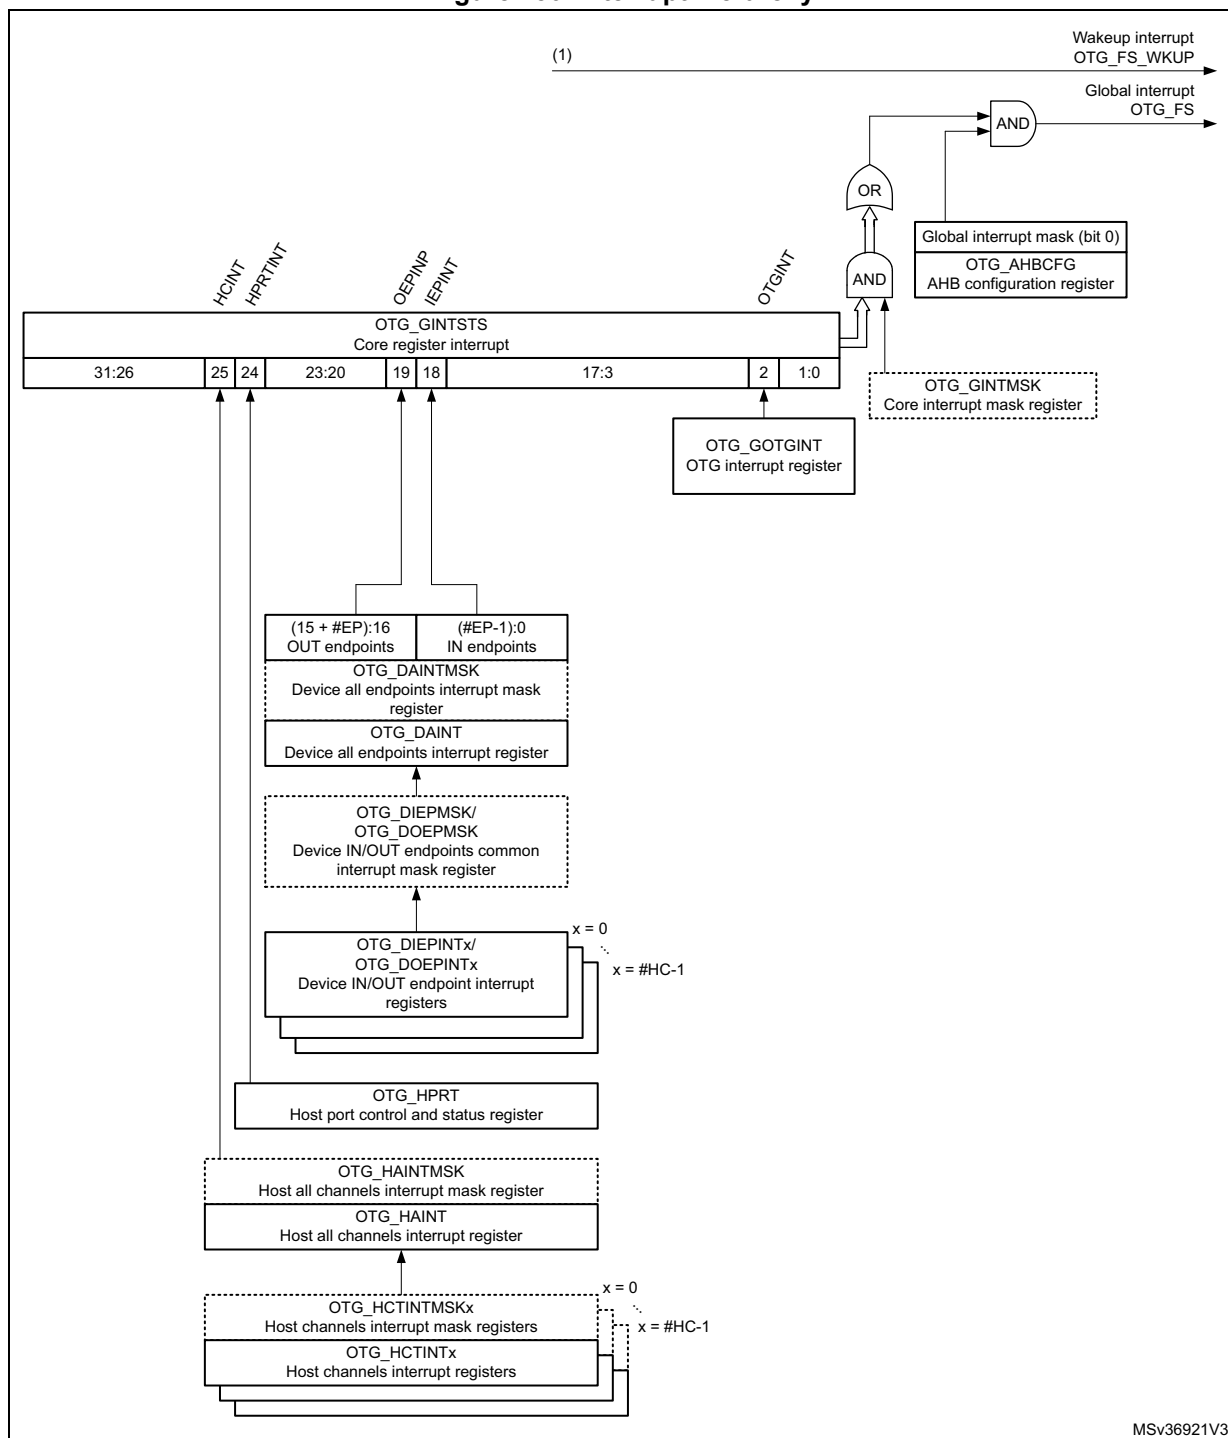 (1)
Wakeup interrupt
OTG_FS_WKUP
Global interrupt
OTG_FS
AND
OR
Global interrupt mask (bit 0)
OTG_AHBCFG
AHB configuration register
AND
HCINT
HPRTINT
OEPINP
IEPINT
OTGINT
OTG_GINTSTS
Core register interrupt
31:26 25 24 23:20 19 18 17:3 2 1:0
OTG_GINTMSK
Core interrupt mask register
OTG_GOTGINT
OTG interrupt register
(15 + #EP):16
OUT endpoints
(#EP-1):0
IN endpoints
OTG_DAINTMSK
Device all endpoints interrupt mask
register
OTG_DAINT
Device all endpoints interrupt register
OTG_DIEPMSK/
OTG_DOEPMSK
Device IN/OUT endpoints common
interrupt mask register
x = 0
x = #HC-1
OTG_DIEPINTx/
OTG_DOEPINTx
Device IN/OUT endpoint interrupt
registers
OTG_HPRT
Host port control and status register
OTG_HAINTMSK
Host all channels interrupt mask register
OTG_HAINT
Host all channels interrupt register
x = 0
x = #HC-1
OTG_HCTINTMSKx
Host channels interrupt mask registers
OTG_HCTINTx
Host channels interrupt registers
MSv36921V3